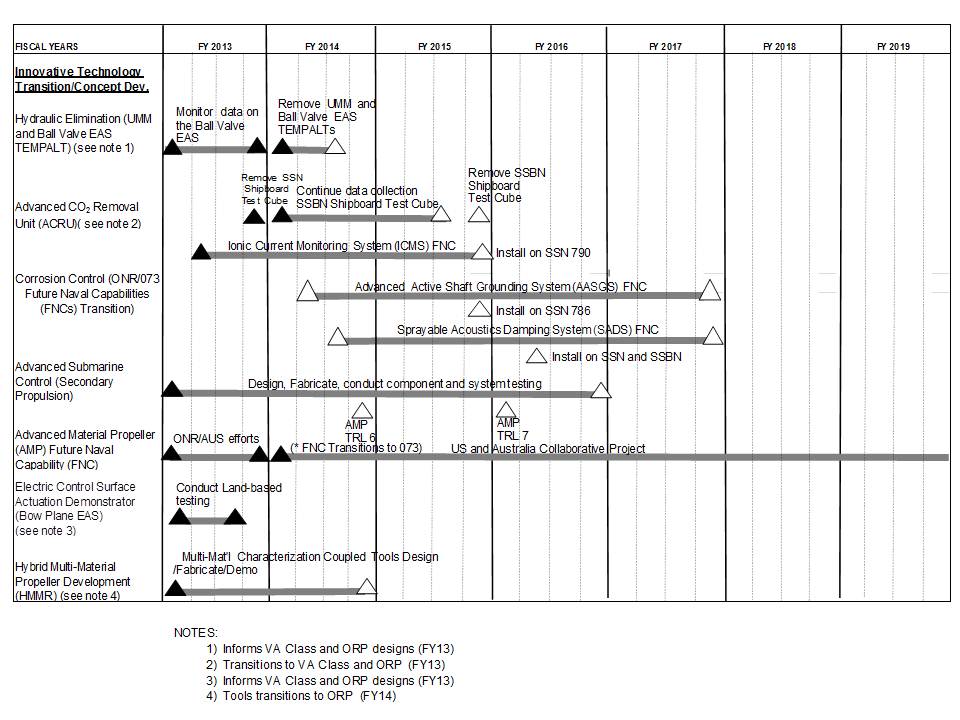 FISCAL YEARS FY 2013 FY 2014 FY 2015 FY 2016 FY 2017 FY 2018 FY 2019
Innovative Technology
Transition/Concept Dev.
Hydraulic Elimination (UMM
and Ball Valve EAS
TEMPALT) (see note 1)
Monitor data on
the Ball Valve
EAS
Remove UMM and
Ball Valve EAS
TEMPALTs
Advanced CO₂ Removal
Unit (ACRU)( see note 2)
Remove SSN
Shipboard
Test Cube
Continue data collection
SSBN Shipboard Test Cube
Remove SSBN
Shipboard
Test Cube
Ionic Current Monitoring System (ICMS) FNC
Install on SSN 790
Corrosion Control (ONR/073
Future Naval Capabilities
(FNCs) Transition)
Advanced Active Shaft Grounding System (AASGS) FNC
Install on SSN 786
Sprayable Acoustics Damping System (SADS) FNC
Install on SSN and SSBN
Advanced Submarine
Control (Secondary
Propulsion)
Design, Fabricate, conduct component and system testing
AMP
TRL 6
AMP
TRL 7
Advanced Material Propeller
(AMP) Future Naval
Capability (FNC)
ONR/AUS efforts
(* FNC Transitions to 073)
US and Australia Collaborative Project
Electric Control Surface
Actuation Demonstrator
(Bow Plane EAS)
(see note 3)
Conduct Land-based
testing
Hybrid Multi-Material
Propeller Development
(HMMR) (see note 4)
Multi-Mat'l Characterization Coupled Tools Design
/Fabricate/Demo
NOTES:
1) Informs VA Class and ORP designs (FY13)
2) Transitions to VA Class and ORP (FY13)
3) Informs VA Class and ORP designs (FY13)
4) Tools transitions to ORP (FY14)